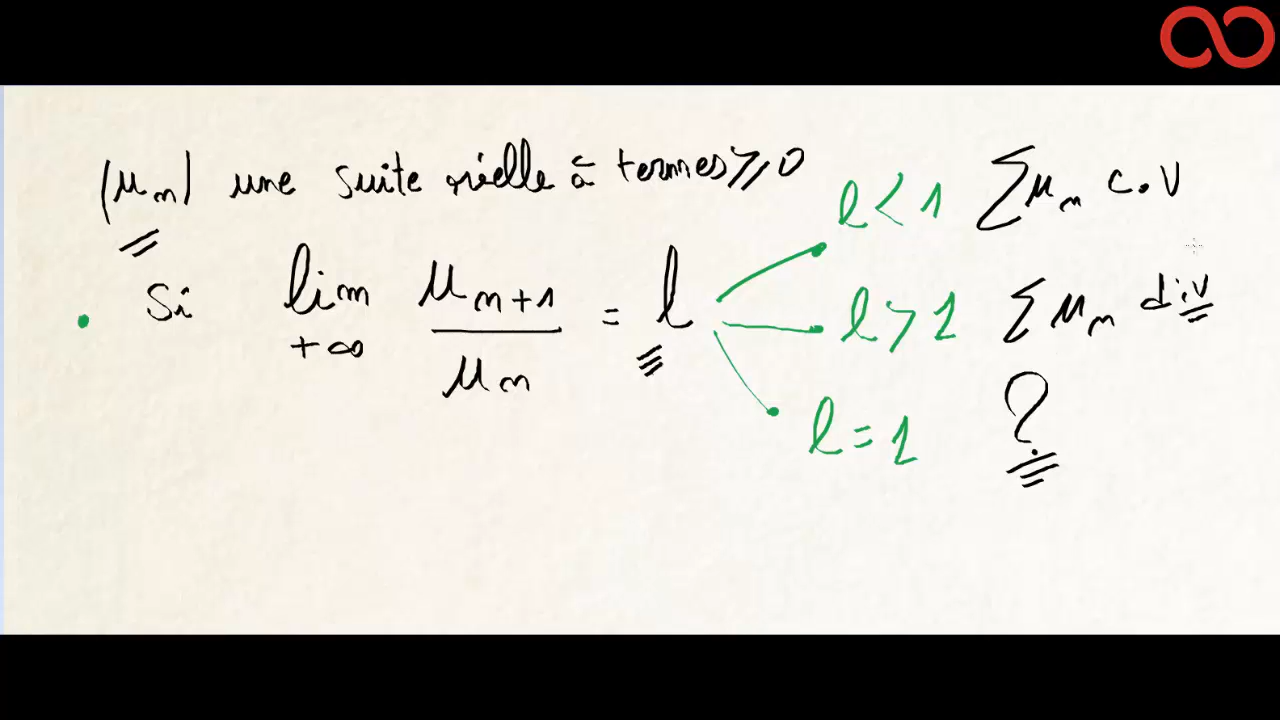 (un) une suite réelle à termes ⩾ 0
l < 1 ∑un C.V
Si lim +∞ un+1 / un = l
l > 1 ∑un div
l = 1 ?